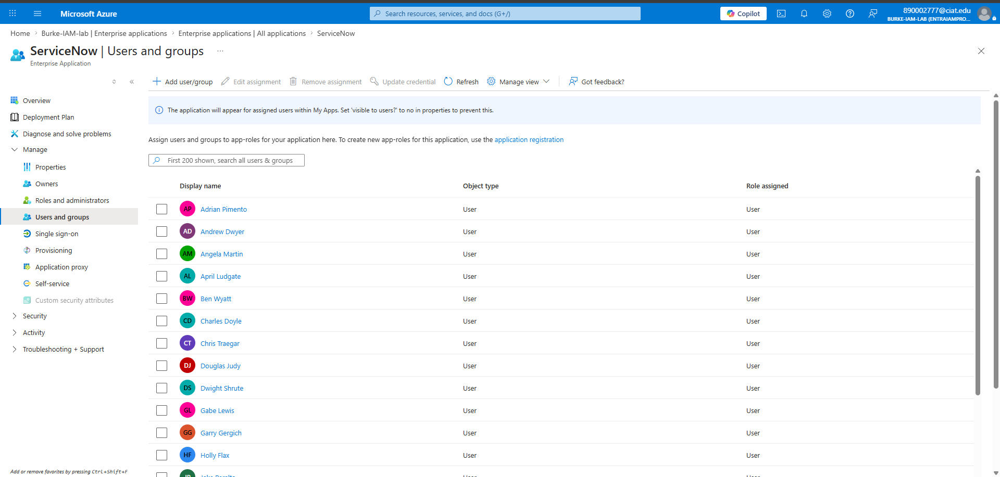 Microsoft Azure
Search resources, services, and docs (G+/)
Copilot
890002777@ciat.edu
BURKE-IAM-LAB (ENTRAIAMPRO...
Home > Burke-IAM-lab | Enterprise applications > Enterprise applications | All applications > ServiceNow
ServiceNow | Users and groups ...
Enterprise Application
Add user/group Edit assignment Remove assignment Update credential Refresh Manage view Got feedback?
Overview
Deployment Plan
Diagnose and solve problems
Manage
Properties
Owners
Roles and administrators
Users and groups
Single sign-on
Provisioning
Application proxy
Self-service
Custom security attributes
Security
Activity
Troubleshooting + Support
Add or remove favorites by pressing Ctrl+Shift+F
The application will appear for assigned users within My Apps. Set 'visible to users?' to no in properties to prevent this.
Assign users and groups to app-roles for your application here. To create new app-roles for this application, use the application registration
First 200 shown, search all users & groups
Display name Object type Role assigned
AP Adrian Pimento User User
AD Andrew Dwyer User User
AM Angela Martin User User
AL April Ludgate User User
BW Ben Wyatt User User
CD Charles Doyle User User
CT Chris Traegar User User
DJ Douglas Judy User User
DS Dwight Shrute User User
GL Gabe Lewis User User
GG Garry Gergich User User
HF Holly Flax User User